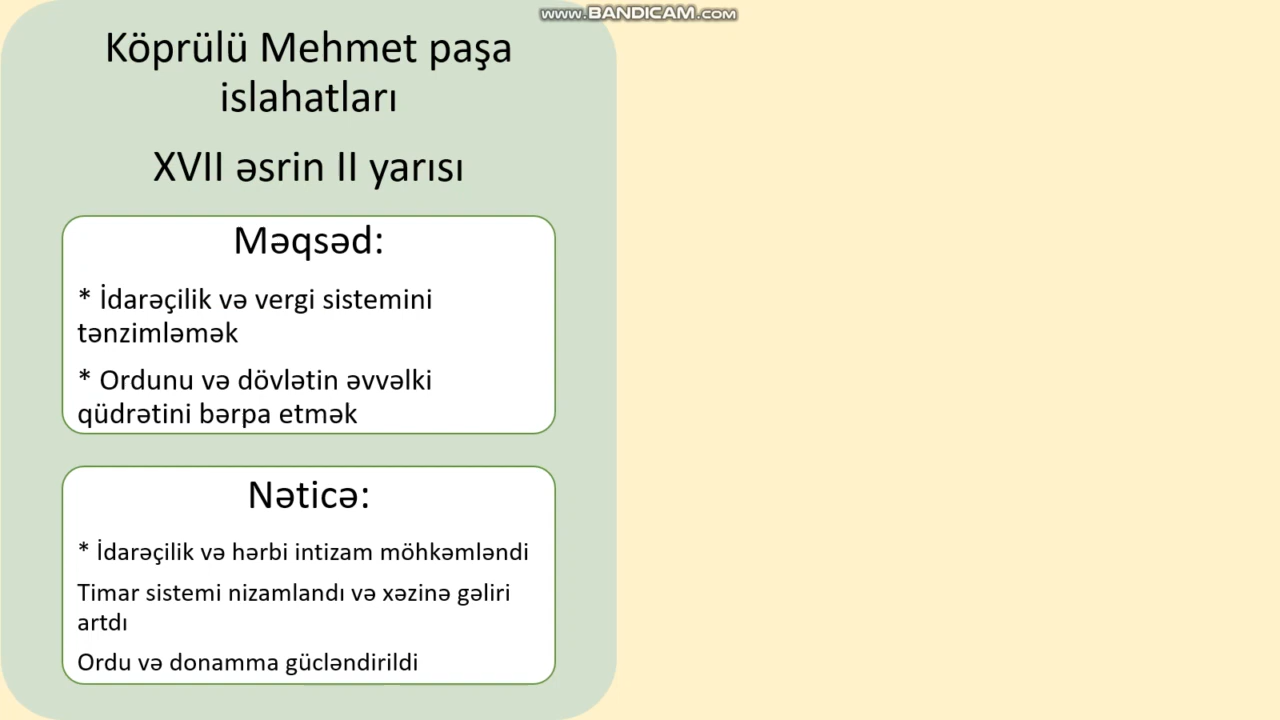 www.BANDICAM.com
Köprülü Mehmet paşa
islahatları
XVII əsrin II yarısı
Məqsəd:
* İdarəçilik və vergi sistemini
tənzimləmək
* Ordunu və dövlətin əvvəlki
qüdrətini bərpa etmək
Nəticə:
* İdarəçilik və hərbi intizam möhkəmləndi
Timar sistemi nizamlandı və xəzinə gəliri
artdı
Ordu və donamma gücləndirildi